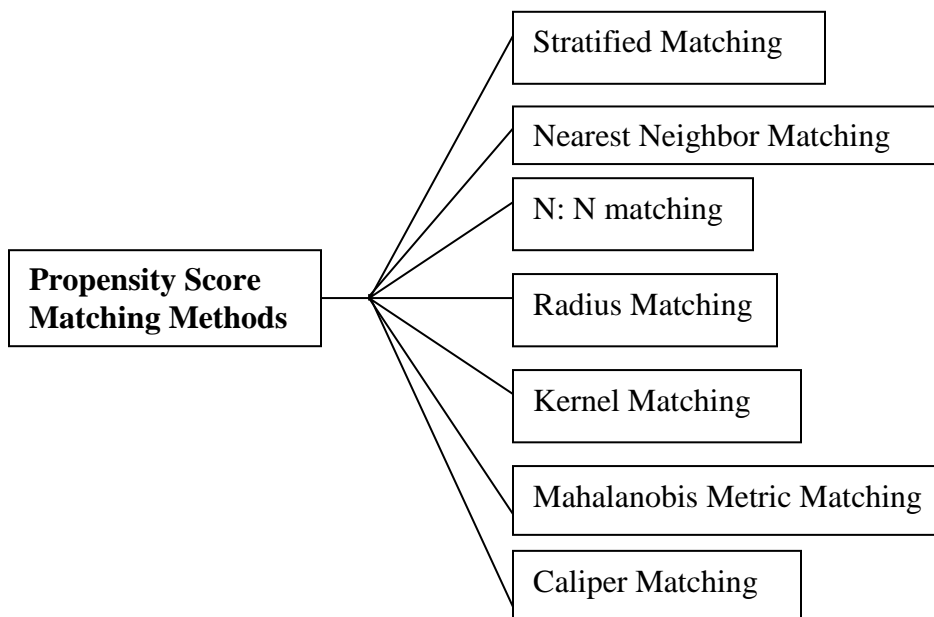 Stratified Matching
Nearest Neighbor Matching
N: N matching
Propensity Score
Matching Methods
Radius Matching
Kernel Matching
Mahalanobis Metric Matching
Caliper Matching